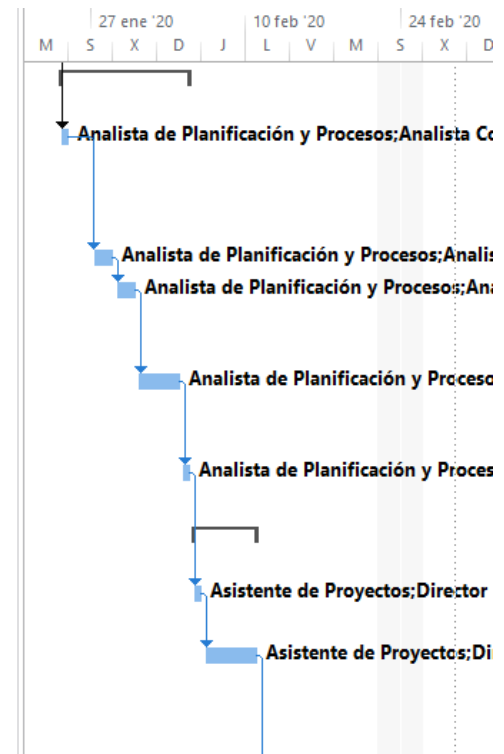 27 ene '20 10 feb '20 24 feb '20
M S X D J L V M S X D
Analista de Planificación y Procesos;Analista Co
Analista de Planificación y Procesos;Analis
Analista de Planificación y Procesos;Ana
Analista de Planificación y Proceso
Analista de Planificación y Proces
Asistente de Proyectos;Director
Asistente de Proyectos;Di